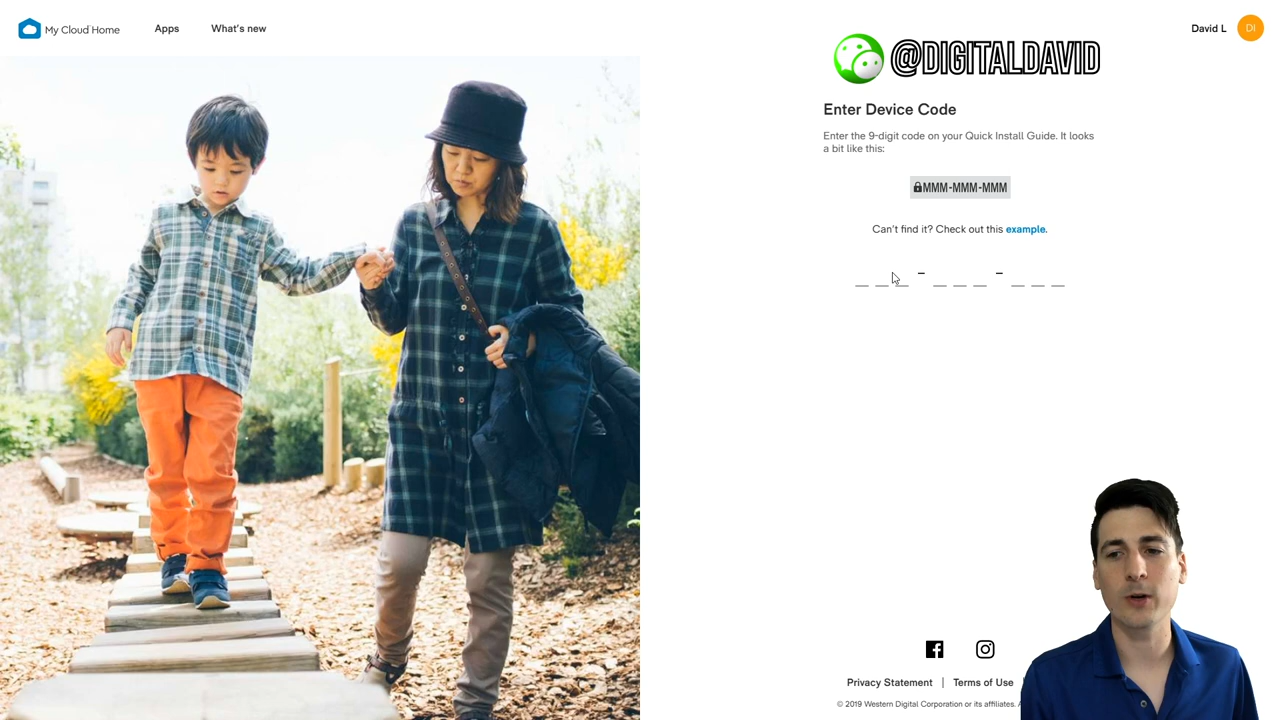 My Cloud Home
Apps
What's new
David L
DI
@DIGITALDAVID
Enter Device Code
Enter the 9-digit code on your Quick Install Guide. It looks
a bit like this:
MMM-MMM-MMM
Can't find it? Check out this example.
_ _ _ - _ _ _ - _ _ _
Privacy Statement | Terms of Use |
© 2019 Western Digital Corporation or its affiliates. A